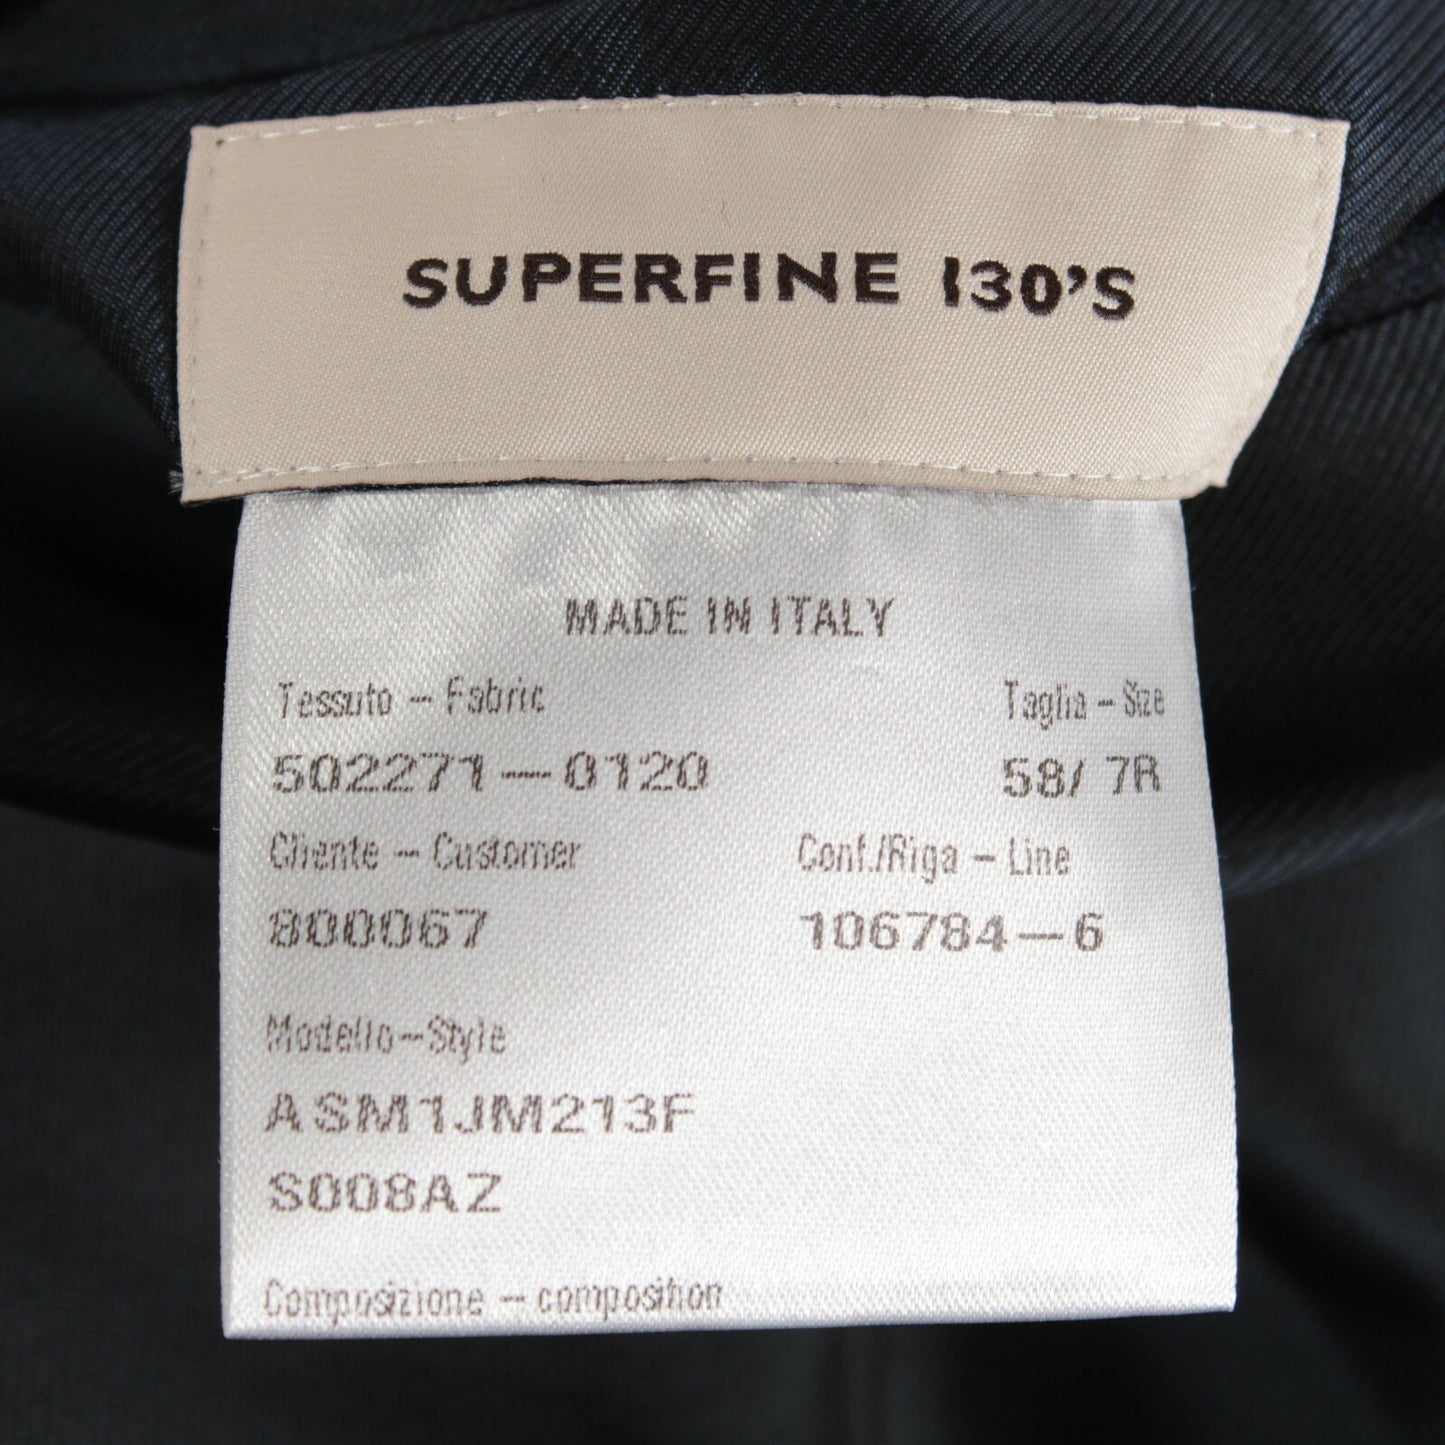 SUPERFINE 130'S
MADE IN ITALY
Tessuto - Fabric Taglia - Size
502271-0120 58/ 7R
Cliente - Customer Conf./Riga - Line
800067 106784-6
Modello-Style
ASM1JM213F
S008AZ
Composizione - composition